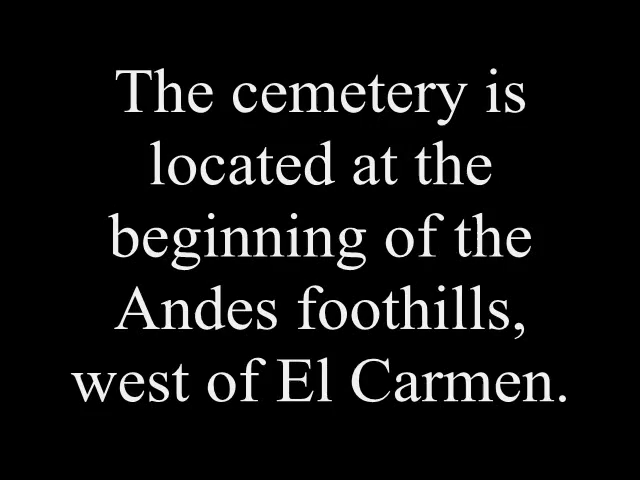 The cemetery is
located at the
beginning of the
Andes foothills,
west of El Carmen.